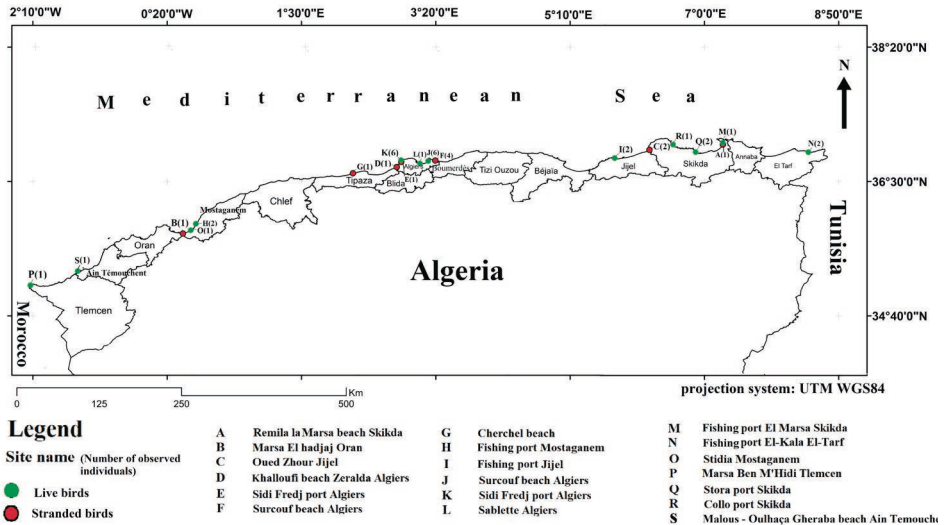 2°10'0"W 0°20'0"W 1°30'0"E 3°20'0"E 5°10'0"E 7°0'0"E 8°50'0"E
38°20'0"N
N
Mediterranean Sea
M(1)
R(1)
Q(2)
N(2)
K(6)
L(1)
J(6)
F(4)
I(2)
C(2)
A(1)
G(1)
D(1)
Algiers
Boumerdès
E(1)
Tipaza
Blida
Tizi Ouzou
Béjaïa
Jijel
Skikda
Annaba
El Tarf
36°30'0"N
Chlef
Mostaganem
B(1)
H(2)
O(1)
Oran
S(1)
Ain Témouchent
P(1)
Tlemcen
Algeria
Tunisia
Morocco
34°40'0"N
Km
0 125 250 500
projection system: UTM WGS84
Legend
Site name (Number of observed
individuals)
Live birds
Stranded birds
A Remila la Marsa beach Skikda
B Marsa El hadjaj Oran
C Oued Zhour Jijel
D Khalloufi beach Zeralda Algiers
E Sidi Fredj port Algiers
F Surcouf beach Algiers
G Cherchel beach
H Fishing port Mostaganem
I Fishing port Jijel
J Surcouf beach Algiers
K Sidi Fredj port Algiers
L Sablette Algiers
M Fishing port El Marsa Skikda
N Fishing port El-Kala El-Tarf
O Stidia Mostaganem
P Marsa Ben M'Hidi Tlemcen
Q Stora port Skikda
R Collo port Skikda
S Malous - Oulhaça Gheraba beach Ain Temouche